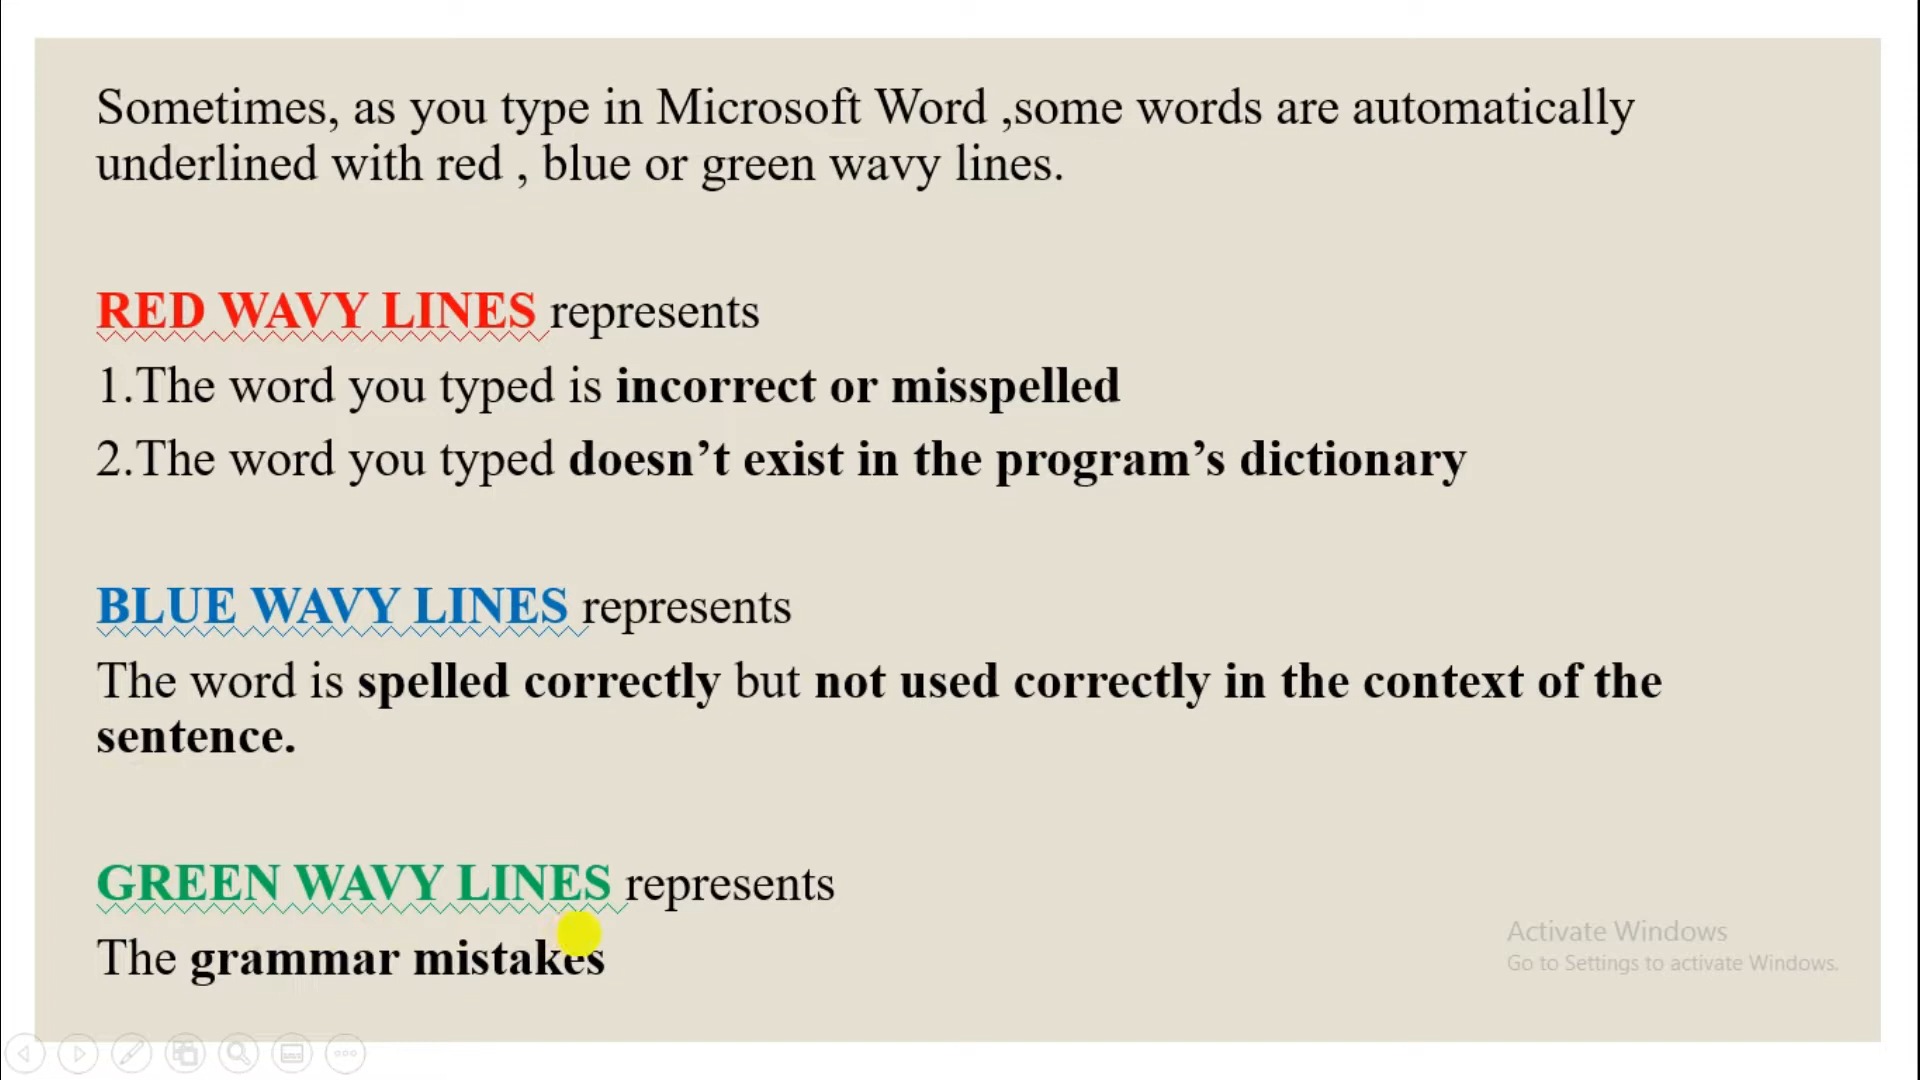 Sometimes, as you type in Microsoft Word ,some words are automatically
underlined with red , blue or green wavy lines.
RED WAVY LINES represents
1.The word you typed is incorrect or misspelled
2.The word you typed doesn’t exist in the program’s dictionary
BLUE WAVY LINES represents
The word is spelled correctly but not used correctly in the context of the
sentence.
GREEN WAVY LINES represents
The grammar mistakes
Activate Windows
Go to Settings to activate Windows.